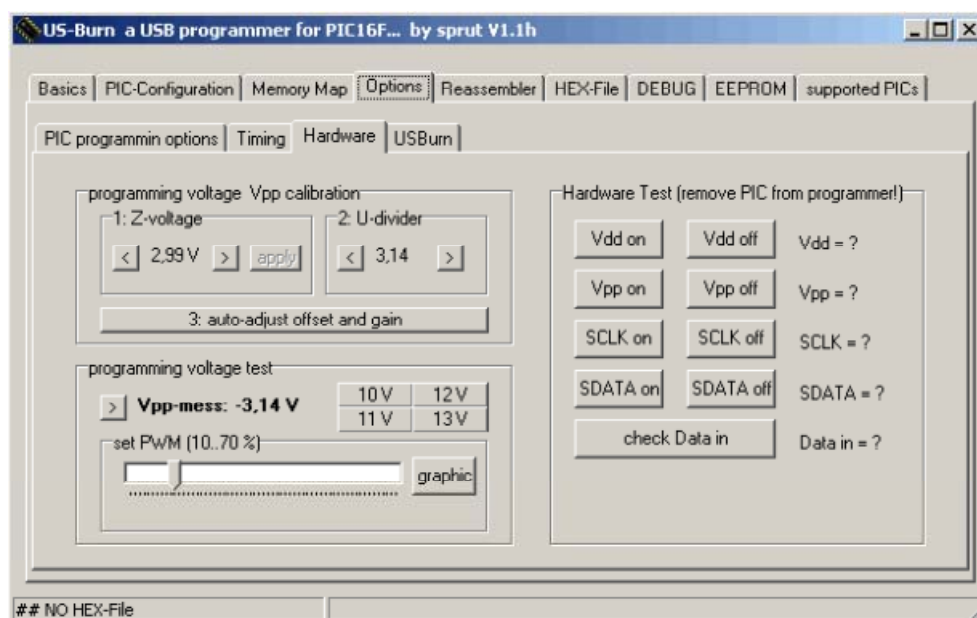 US-Burn a USB programmer for PIC16F... by sprut V1.1h
Basics PIC-Configuration Memory Map Options Reassembler HEX-File DEBUG EEPROM supported PICs
PIC programmin options Timing Hardware USBurn
programming voltage Vpp calibration
1: Z-voltage
< 2,99 V > apply
2: U-divider
< 3,14 >
3: auto-adjust offset and gain
programming voltage test
> Vpp-mess: -3,14 V
10 V 12 V
11 V 13 V
set PWM (10..70 %)
graphic
Hardware Test (remove PIC from programmer!)
Vdd on Vdd off Vdd = ?
Vpp on Vpp off Vpp = ?
SCLK on SCLK off SCLK = ?
SDATA on SDATA off SDATA = ?
check Data in Data in = ?
## NO HEX-File